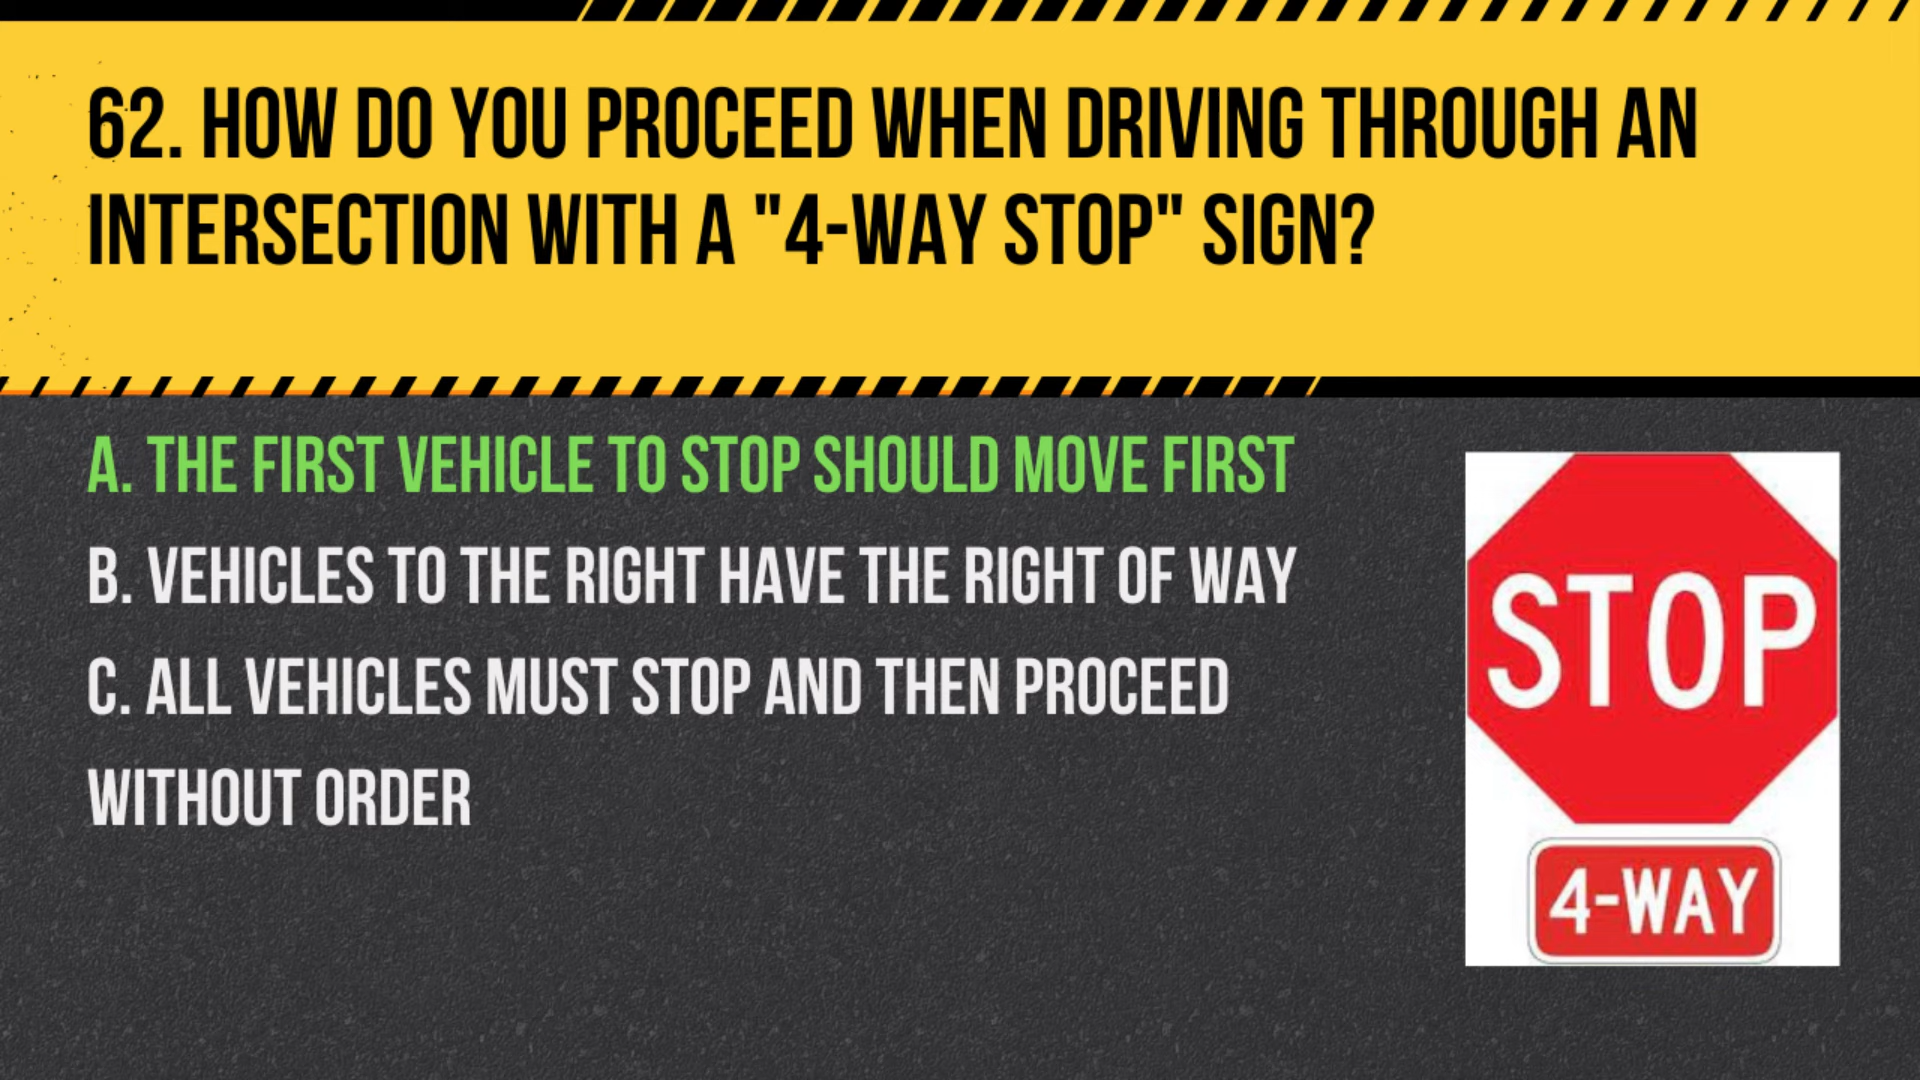 62. HOW DO YOU PROCEED WHEN DRIVING THROUGH AN
INTERSECTION WITH A "4-WAY STOP" SIGN?
A. THE FIRST VEHICLE TO STOP SHOULD MOVE FIRST
B. VEHICLES TO THE RIGHT HAVE THE RIGHT OF WAY
C. ALL VEHICLES MUST STOP AND THEN PROCEED
WITHOUT ORDER
STOP
4-WAY